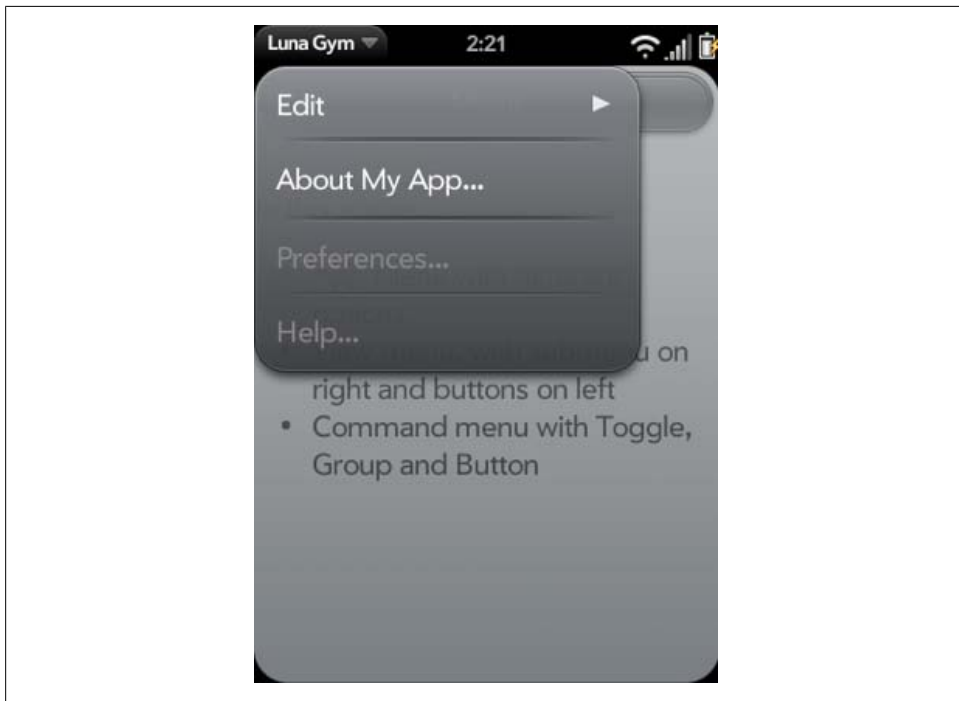 Luna Gym 2:21
Edit
About My App...
Preferences...
Help...
u on
right and buttons on left
• Command menu with Toggle,
Group and Button